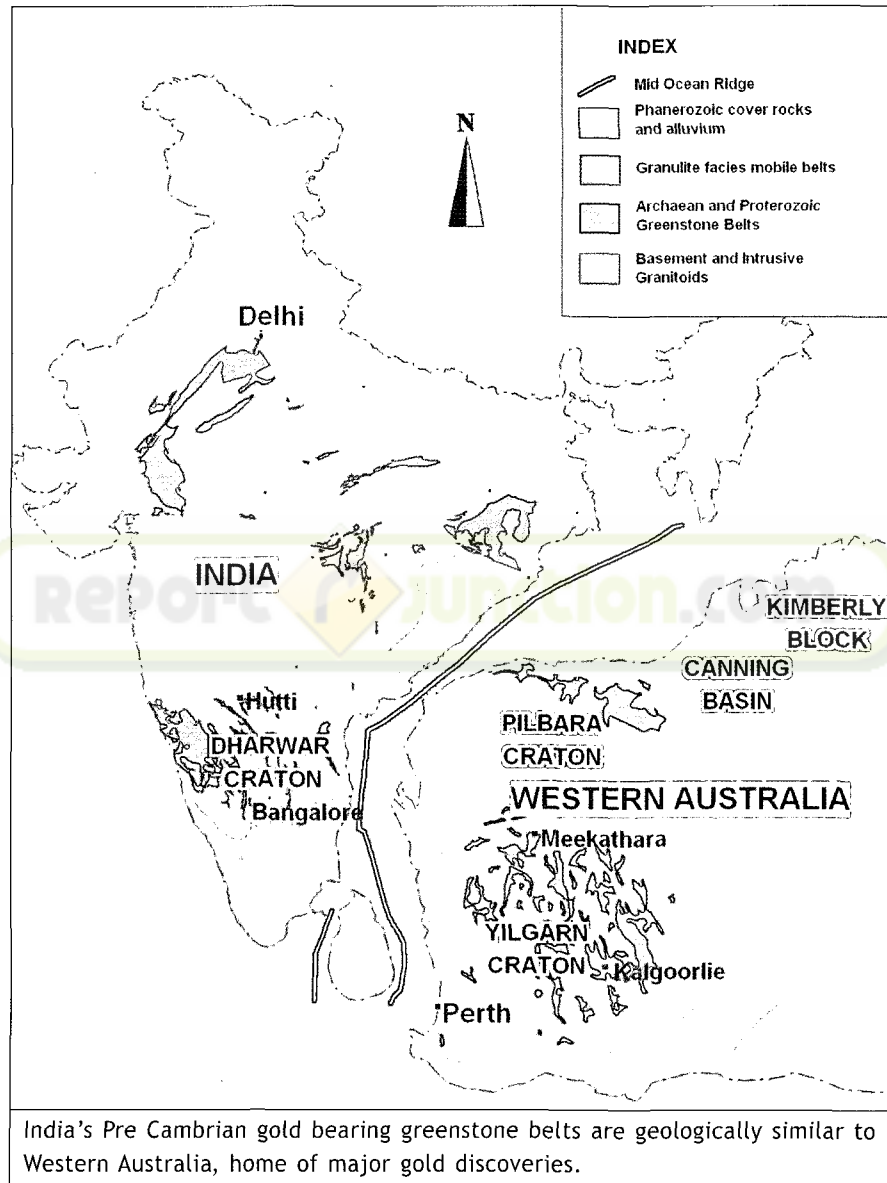 INDEX
Mid Ocean Ridge
Phanerozoic cover rocks
and alluvium
Granulite facies mobile belts
Archaean and Proterozoic
Greenstone Belts
Basement and Intrusive
Granitoids
N
Delhi
INDIA
RePORT JUNCTION.COM
KIMBERLY
BLOCK
CANNING
BASIN
Hutti
PILBARA
CRATON
DHARWAR
CRATON
WESTERN AUSTRALIA
Bangalore
Meekathara
YILGARN
CRATON
Kalgoorlie
Perth
India's Pre Cambrian gold bearing greenstone belts are geologically similar to
Western Australia, home of major gold discoveries.